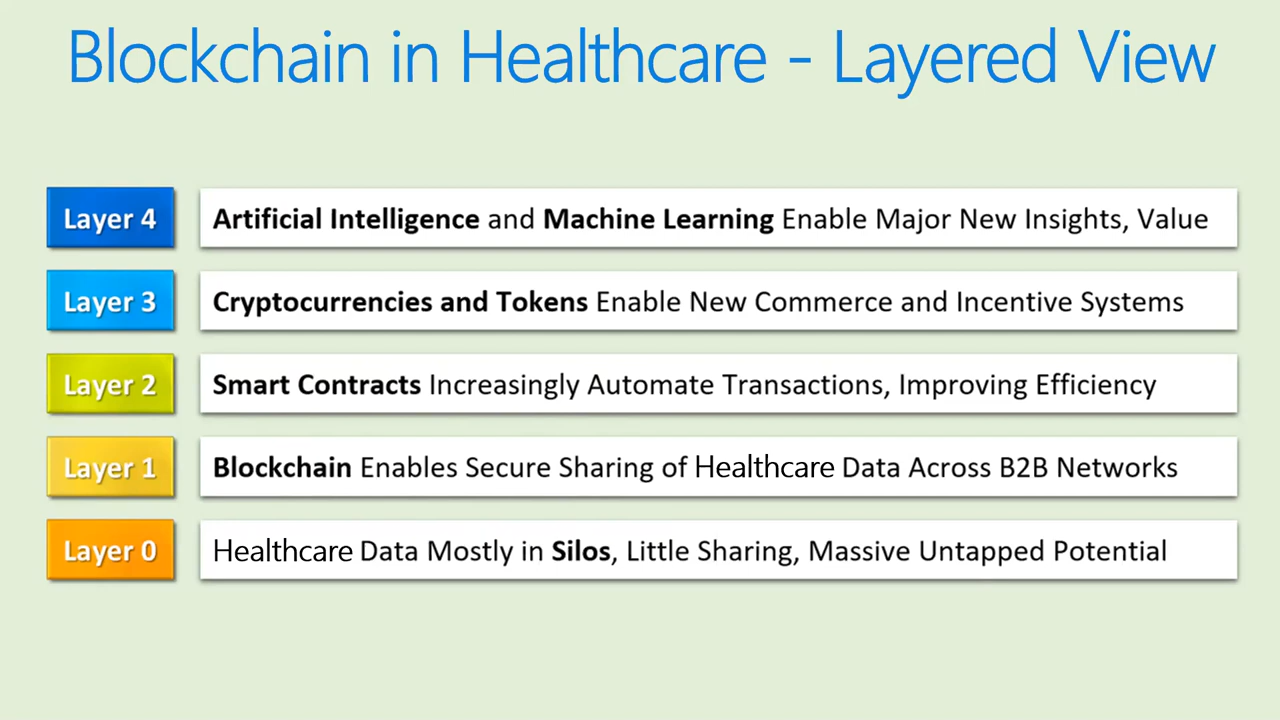 Blockchain in Healthcare - Layered View
Layer 4
Artificial Intelligence and Machine Learning Enable Major New Insights, Value
Layer 3
Cryptocurrencies and Tokens Enable New Commerce and Incentive Systems
Layer 2
Smart Contracts Increasingly Automate Transactions, Improving Efficiency
Layer 1
Blockchain Enables Secure Sharing of Healthcare Data Across B2B Networks
Layer 0
Healthcare Data Mostly in Silos, Little Sharing, Massive Untapped Potential